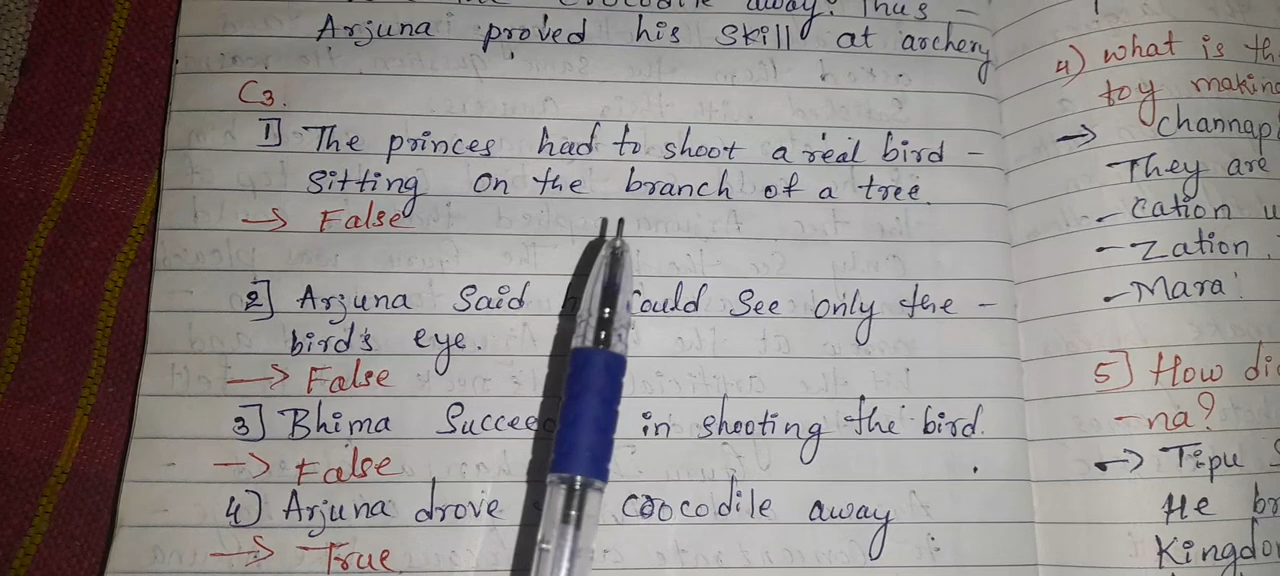 crocodile away. Thus -
Arjuna proved his skill at archery
C3.
1] The princes had to shoot a real bird -
Sitting on the branch of a tree.
→ False
2] Arjuna Said could See only the -
bird's eye.
→ False
3] Bhima in shooting the bird.
→ False
4) Arjuna drove crocodile away
→ True
4) What is
toy
→
They are
- cation
- zation
- Mara
5] How
- na?
→ Tipu
He